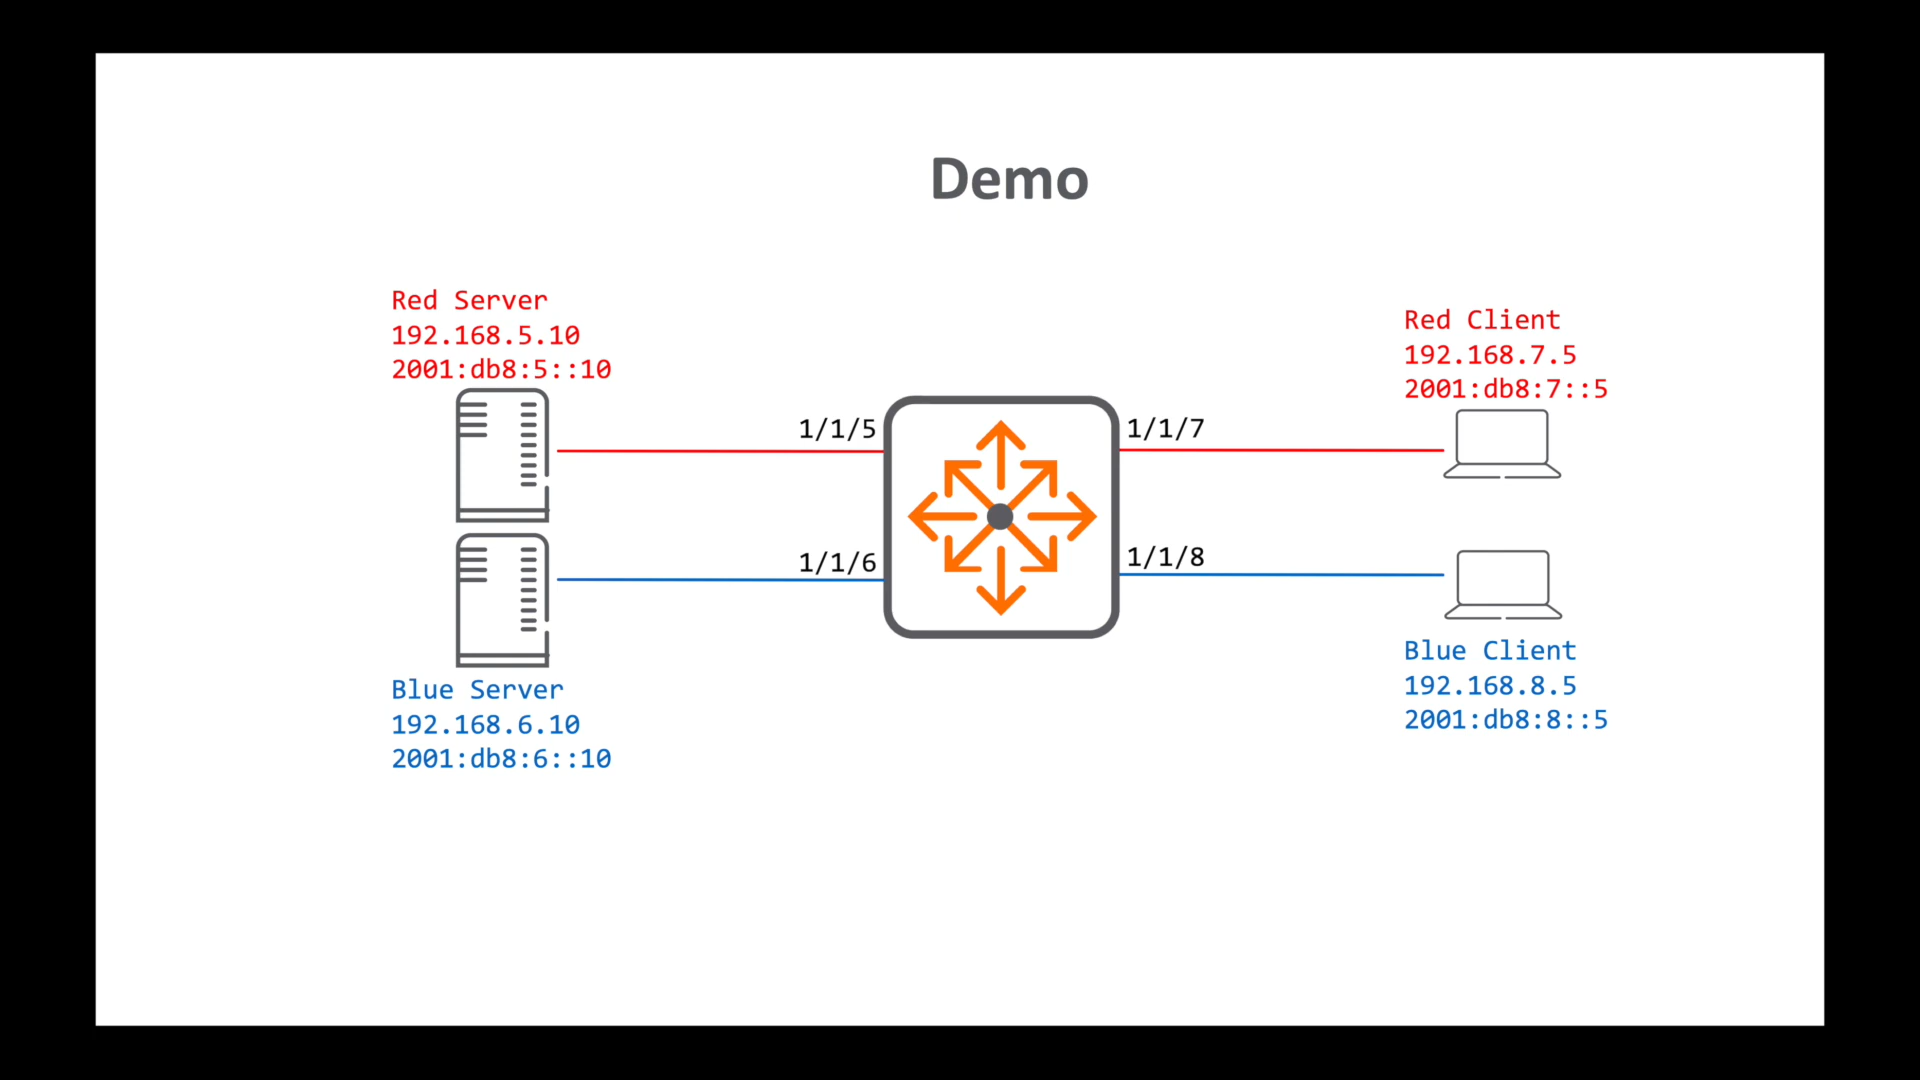 Demo
Red Server
192.168.5.10
2001:db8:5::10
Red Client
192.168.7.5
2001:db8:7::5
1/1/5
1/1/7
1/1/6
1/1/8
Blue Server
192.168.6.10
2001:db8:6::10
Blue Client
192.168.8.5
2001:db8:8::5